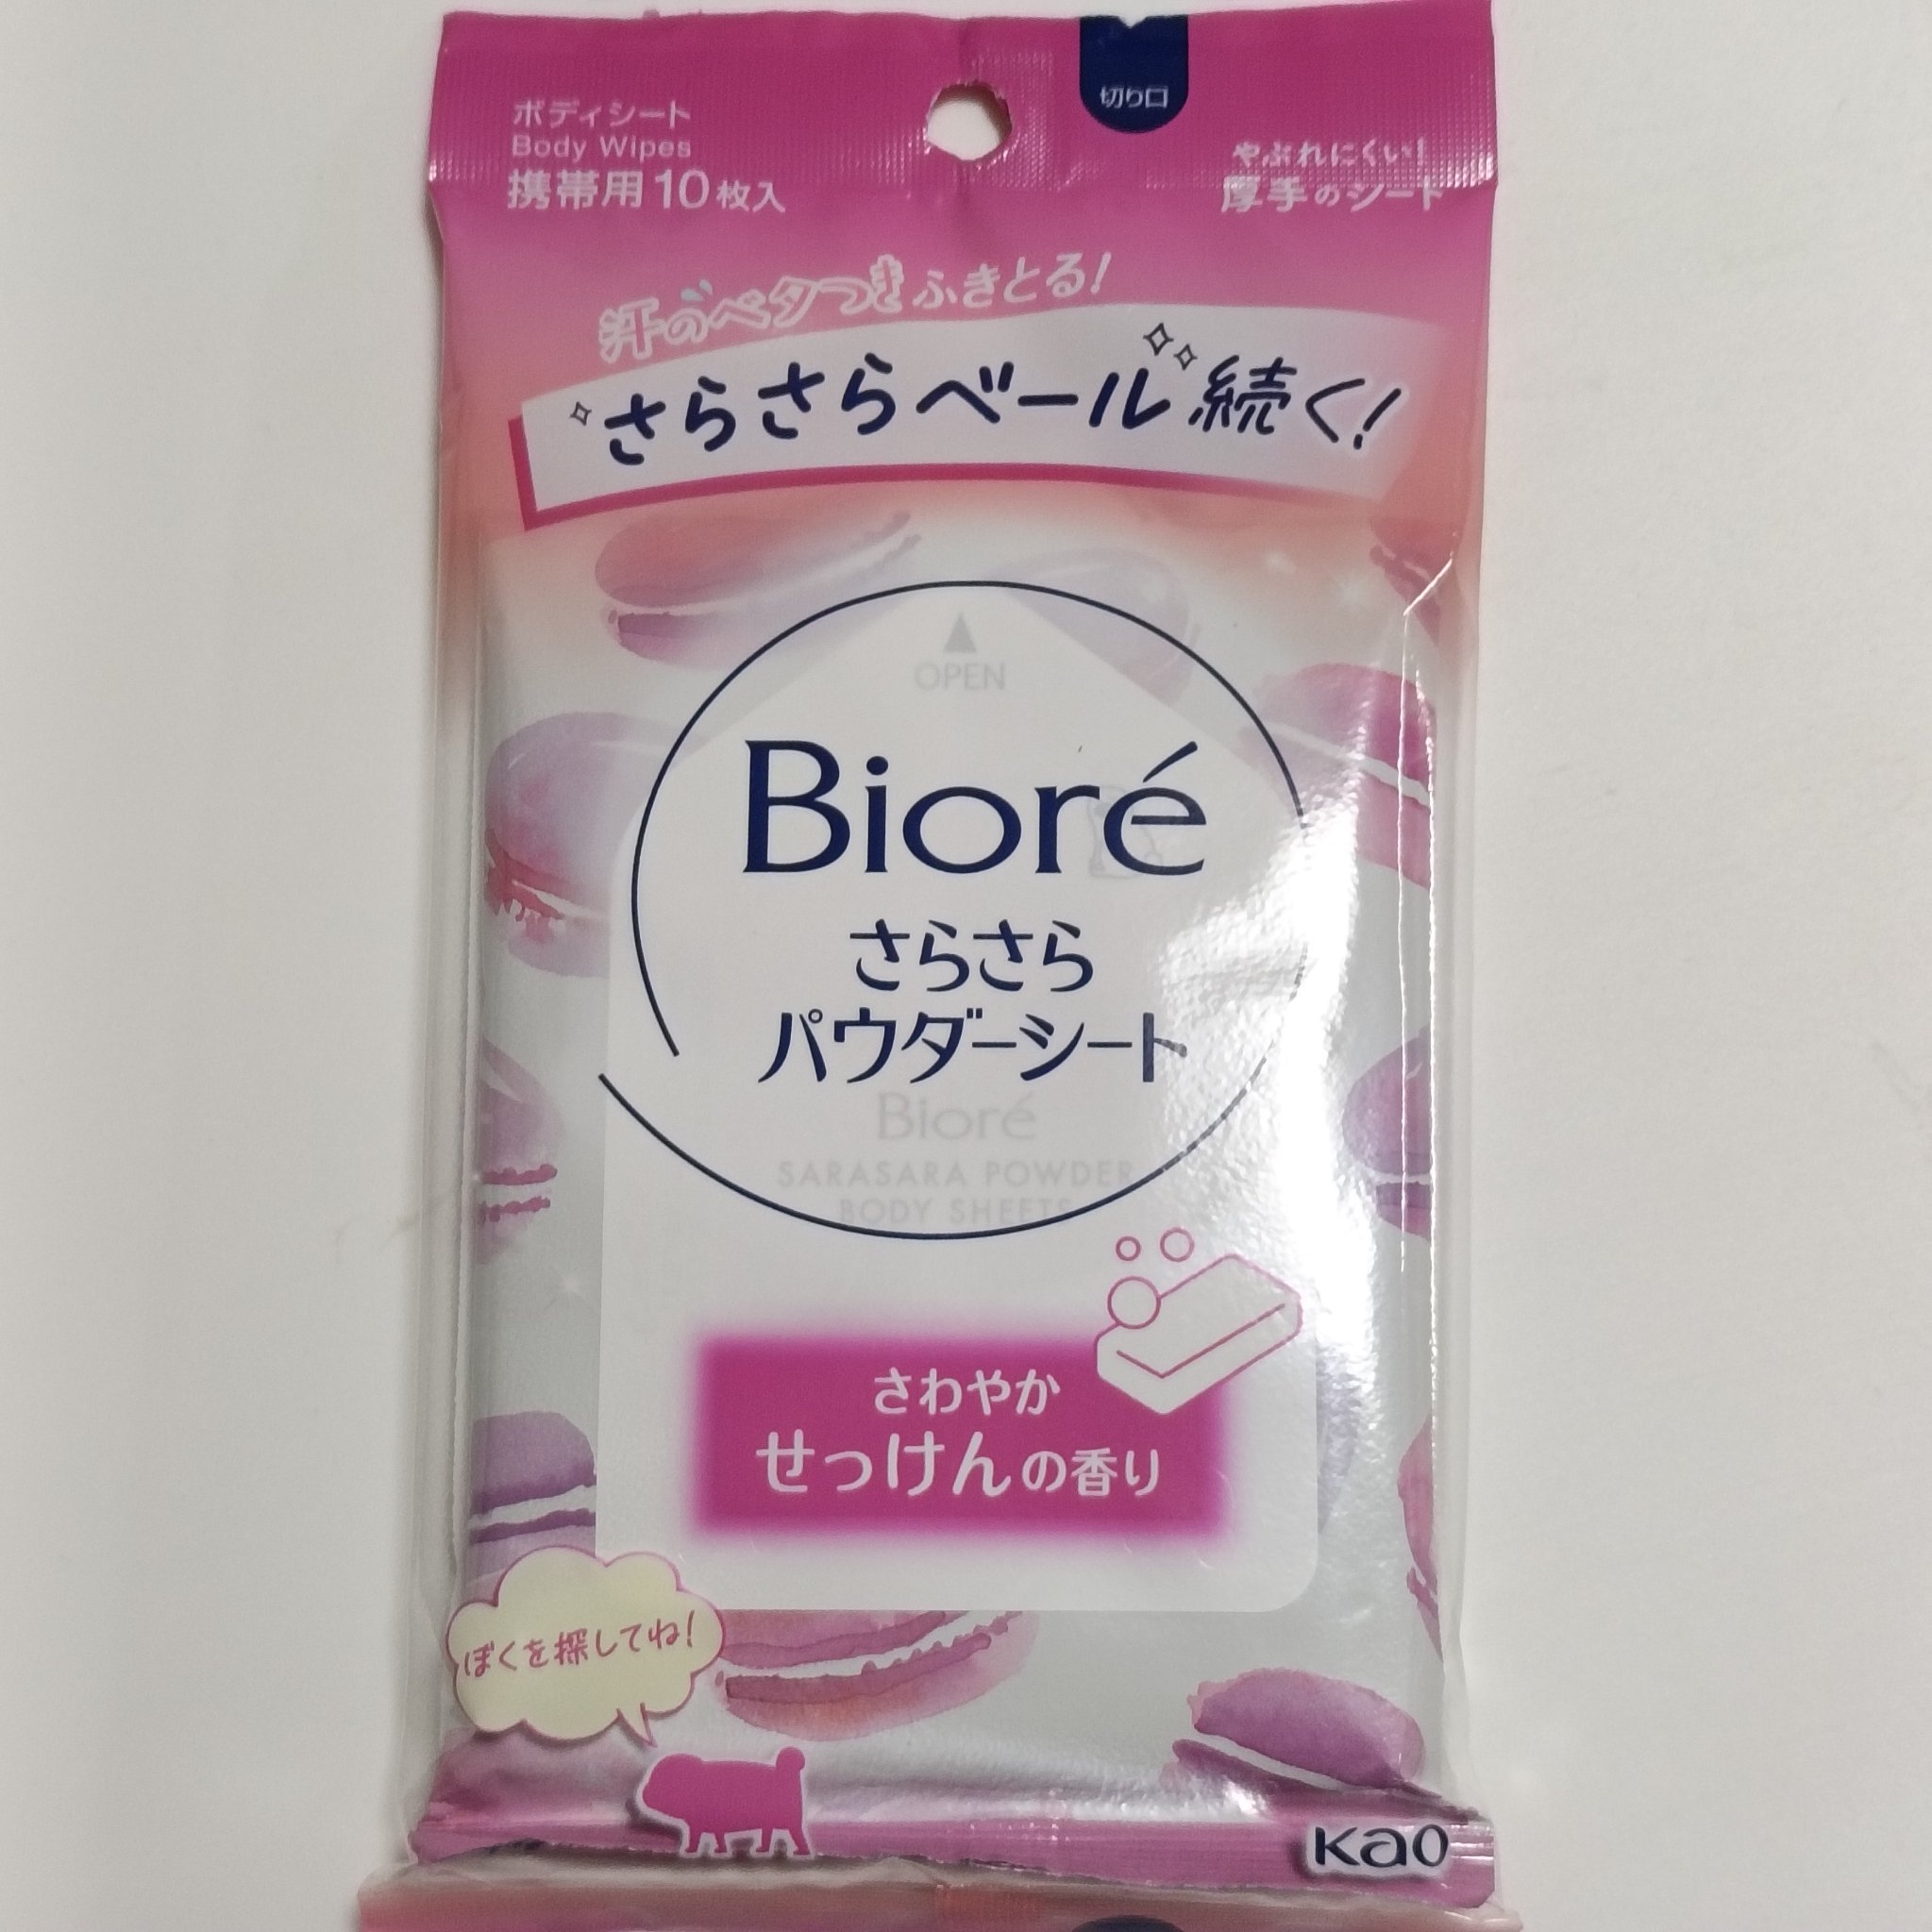 ボディシート
Body Wipes
携帯用10枚入
切り口
やぶれにくい!
厚手のシート
汗のベタつきふきとる!
さらさらベール続く!
OPEN
Bioré
さらさら
パウダーシート
Bioré
SARASARA POWDER
BODY SHEETS
さわやか
せっけんの香り
ぼくを探してね!
Kao